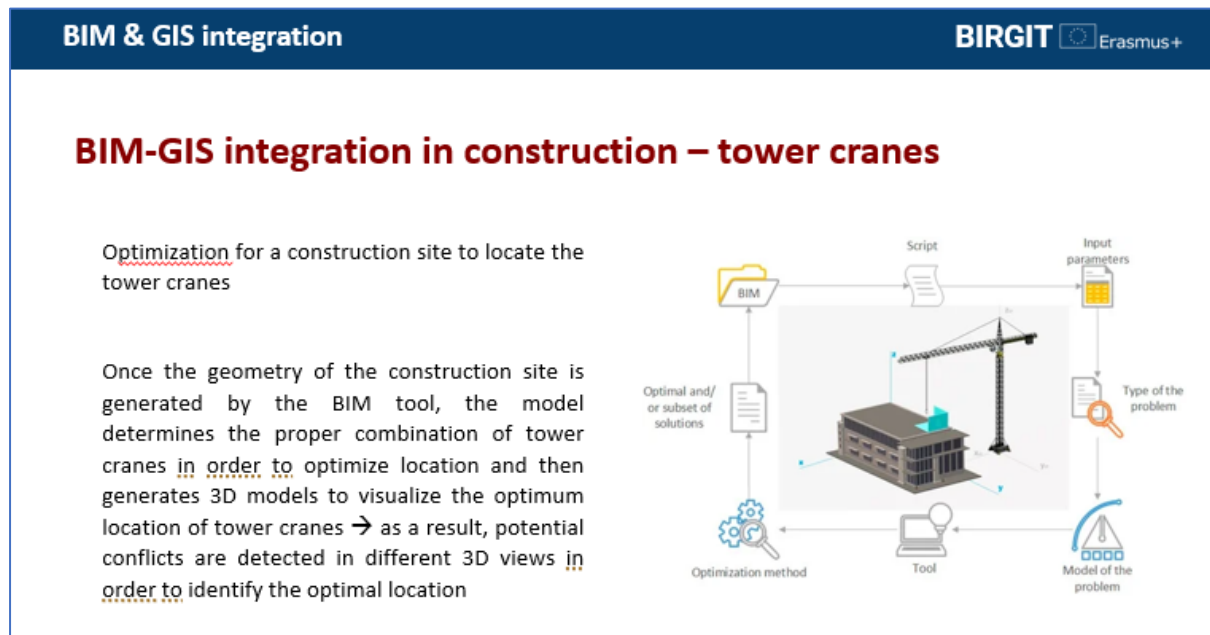 BIM & GIS integration
BIRGIT Erasmus+
BIM-GIS integration in construction – tower cranes
Optimization for a construction site to locate the
tower cranes
Once the geometry of the construction site is
generated by the BIM tool, the model
determines the proper combination of tower
cranes in order to optimize location and then
generates 3D models to visualize the optimum
location of tower cranes → as a result, potential
conflicts are detected in different 3D views in
order to identify the optimal location
Script
Input
parameters
BIM
Optimal and/
or subset of
solutions
Type of the
problem
Optimization method
Tool
Model of the
problem